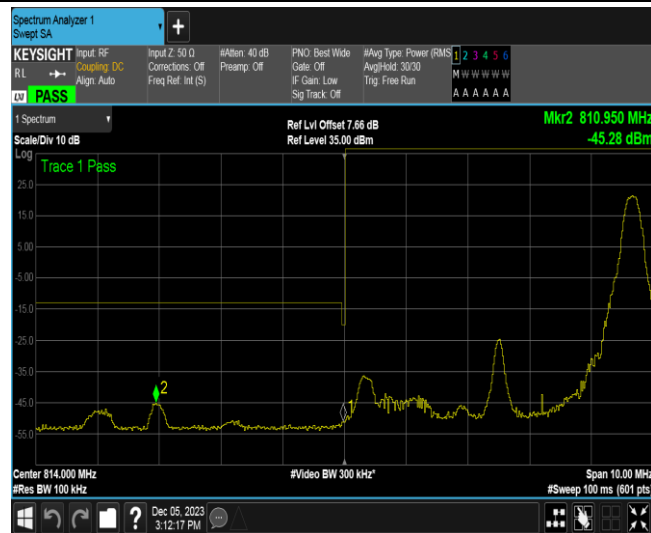 Spectrum Analyzer 1
Swept SA
+
KEYSIGHT
RL
LXI PASS
Input: RF
Coupling: DC
Align: Auto
Input Z: 50 Ω
Corrections: Off
Freq Ref: Int (S)
#Atten: 40 dB
Preamp: Off
PNO: Best Wide
Gate: Off
IF Gain: Low
Sig Track: Off
#Avg Type: Power (RMS
Avg|Hold: 30/30
Trig: Free Run
1 2 3 4 5 6
M W W W W W
A A A A A A
1 Spectrum
Scale/Div 10 dB
Ref Lvl Offset 7.66 dB
Ref Level 35.00 dBm
Mkr2 810.950 MHz
-45.28 dBm
Log
Trace 1 Pass
25.0
15.0
5.00
-5.00
-15.0
-25.0
-35.0
-45.0
-55.0
2
1
Center 814.000 MHz
#Res BW 100 kHz
#Video BW 300 kHz*
Span 10.00 MHz
#Sweep 100 ms (601 pts)
?
Dec 05, 2023
3:12:17 PM